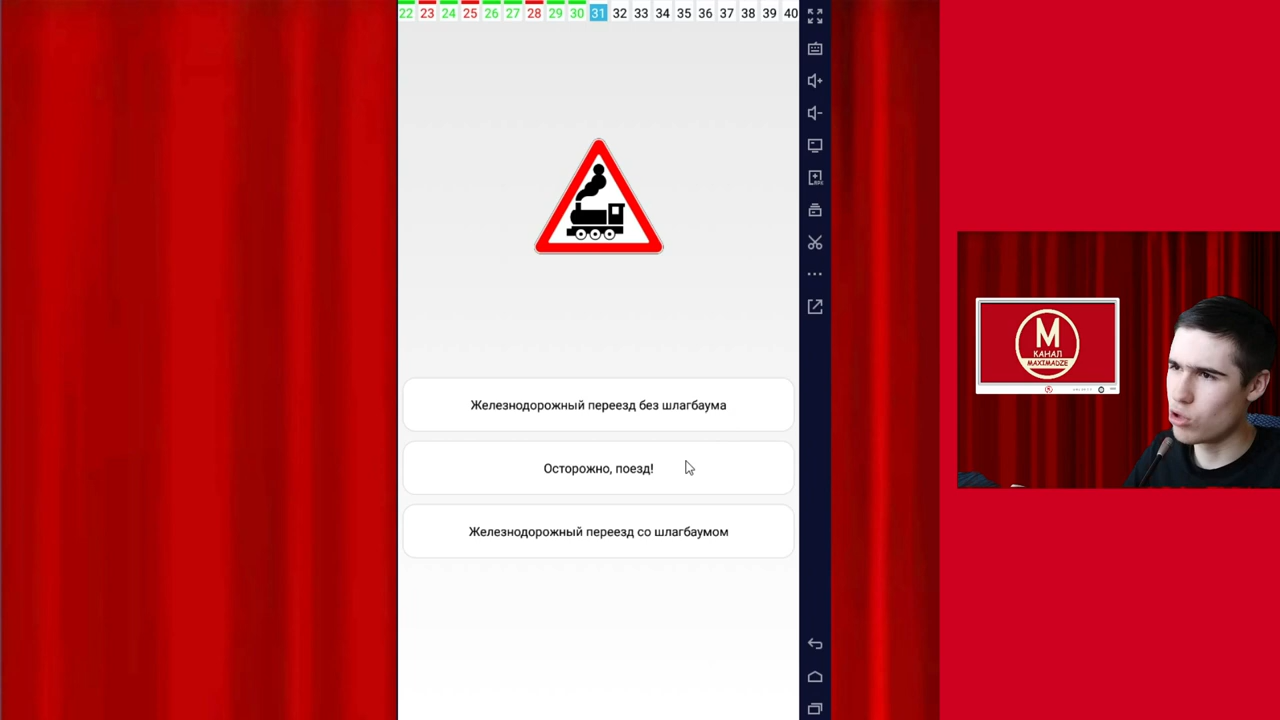 22 23 24 25 26 27 28 29 30 31 32 33 34 35 36 37 38 39 40
Железнодорожный переезд без шлагбаума
Осторожно, поезд!
Железнодорожный переезд со шлагбаумом
М
КАНАЛ
MAXIMADZE